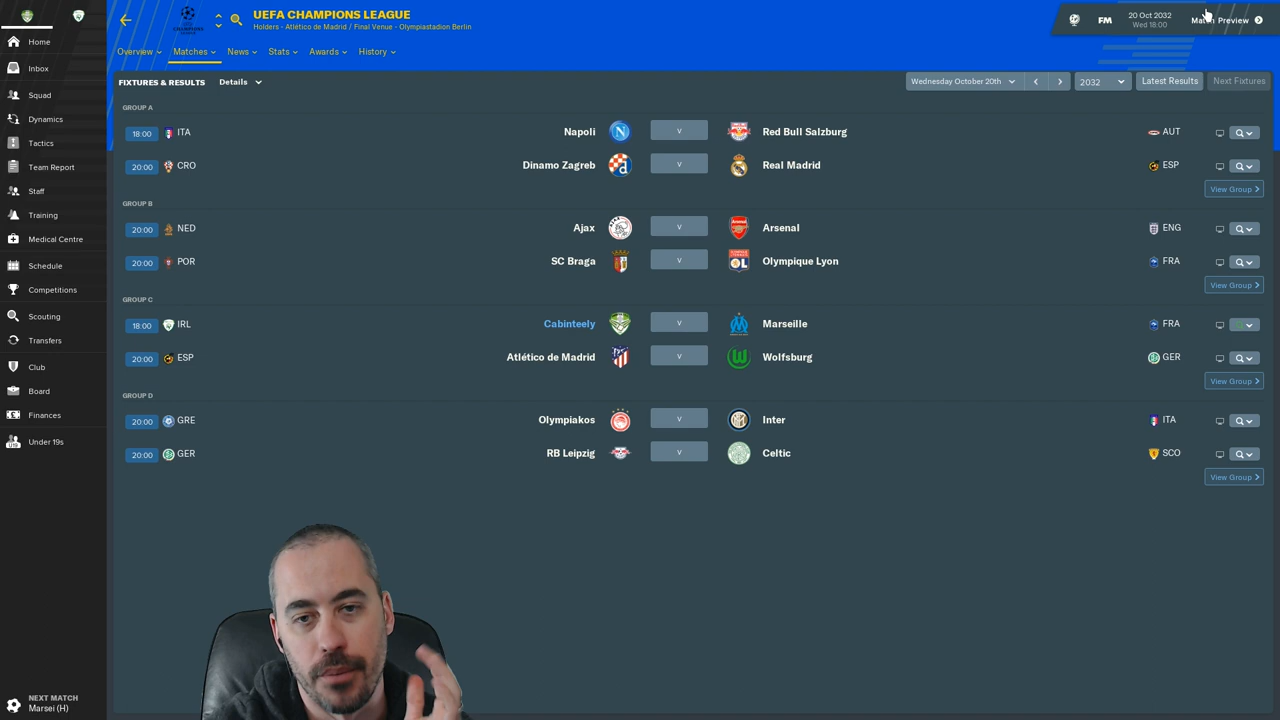 UEFA CHAMPIONS LEAGUE
Holders - Atlético de Madrid / Final Venue - Olympiastadion Berlin
FM
20 Oct 2032
Wed 18:00
Match Preview
Home
Inbox
Squad
Dynamics
Tactics
Team Report
Staff
Training
Medical Centre
Schedule
Competitions
Scouting
Transfers
Club
Board
Finances
Under 19s
NEXT MATCH
Marsei (H)
Overview
Matches
News
Stats
Awards
History
FIXTURES & RESULTS
Details
Wednesday October 20th
2032
Latest Results
Next Fixtures
GROUP A
18:00 ITA Napoli v Red Bull Salzburg AUT
20:00 CRO Dinamo Zagreb v Real Madrid ESP
View Group
GROUP B
20:00 NED Ajax v Arsenal ENG
20:00 POR SC Braga v Olympique Lyon FRA
View Group
GROUP C
18:00 IRL Cabinteely v Marseille FRA
20:00 ESP Atlético de Madrid v Wolfsburg GER
View Group
GROUP D
20:00 GRE Olympiakos v Inter ITA
20:00 GER RB Leipzig v Celtic SCO
View Group